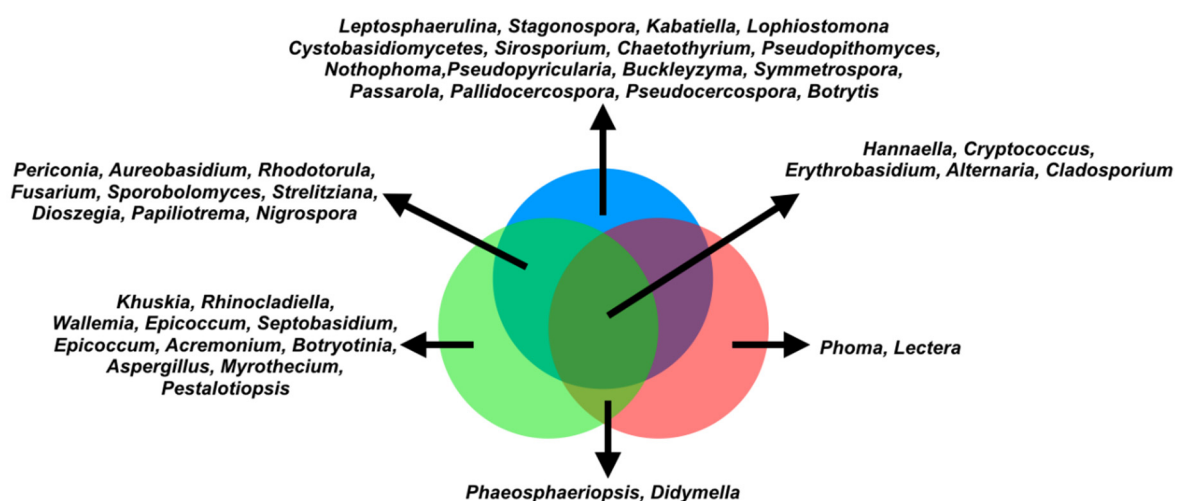 Leptosphaerulina, Stagonospora, Kabatiella, Lophiostomona
Cystobasidiomycetes, Sirosporium, Chaetothyrium, Pseudopithomyces,
Nothophoma,Pseudopyricularia, Buckleyzyma, Symmetrospora,
Passarola, Pallidocercospora, Pseudocercospora, Botrytis
Hannaella, Cryptococcus,
Erythrobasidium, Alternaria, Cladosporium
Periconia, Aureobasidium, Rhodotorula,
Fusarium, Sporobolomyces, Strelitziana,
Dioszegia, Papiliotrema, Nigrospora
Khuskia, Rhinocladiella,
Wallemia, Epicoccum, Septobasidium,
Epicoccum, Acremonium, Botryotinia,
Aspergillus, Myrothecium,
Pestalotiopsis
Phoma, Lectera
Phaeosphaeriopsis, Didymella